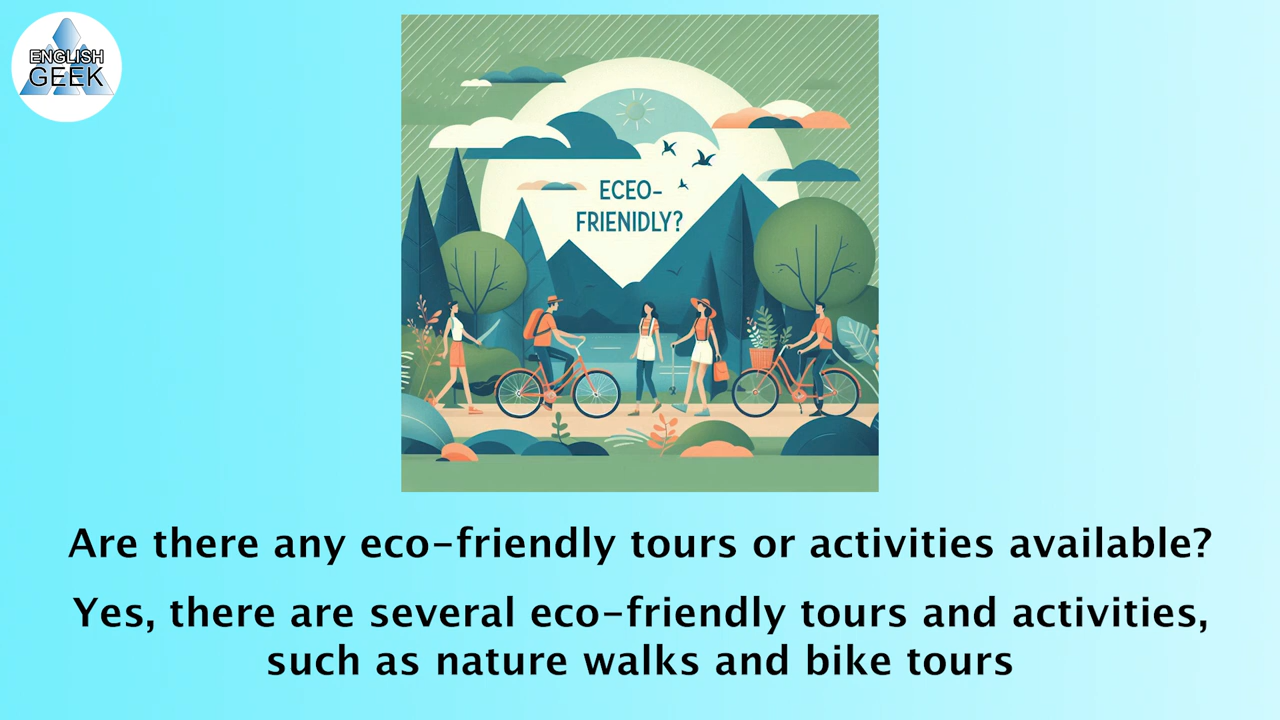 ENGLISH
GEEK
ECEO-
FRIENIDLY?
Are there any eco-friendly tours or activities available?
Yes, there are several eco-friendly tours and activities,
such as nature walks and bike tours